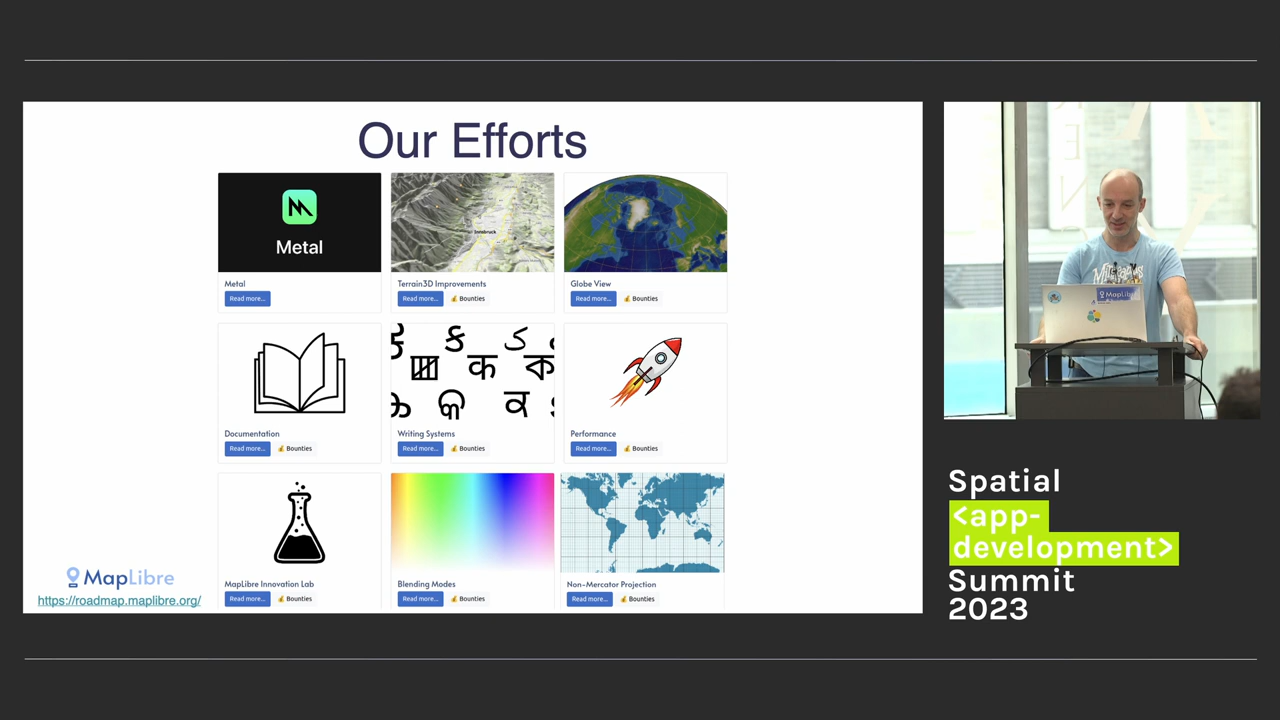 Our Efforts
Metal
Innsbruck
Metal
Read more...
Terrain3D Improvements
Read more... 💰 Bounties
Globe View
Read more... 💰 Bounties
Documentation
Read more... 💰 Bounties
Writing Systems
Read more... 💰 Bounties
Performance
Read more... 💰 Bounties
MapLibre Innovation Lab
Read more... 💰 Bounties
Blending Modes
Read more... 💰 Bounties
Non-Mercator Projection
Read more... 💰 Bounties
MapLibre
https://roadmap.maplibre.org/
MapLibre
Spatial
<app-
development>
Summit
2023